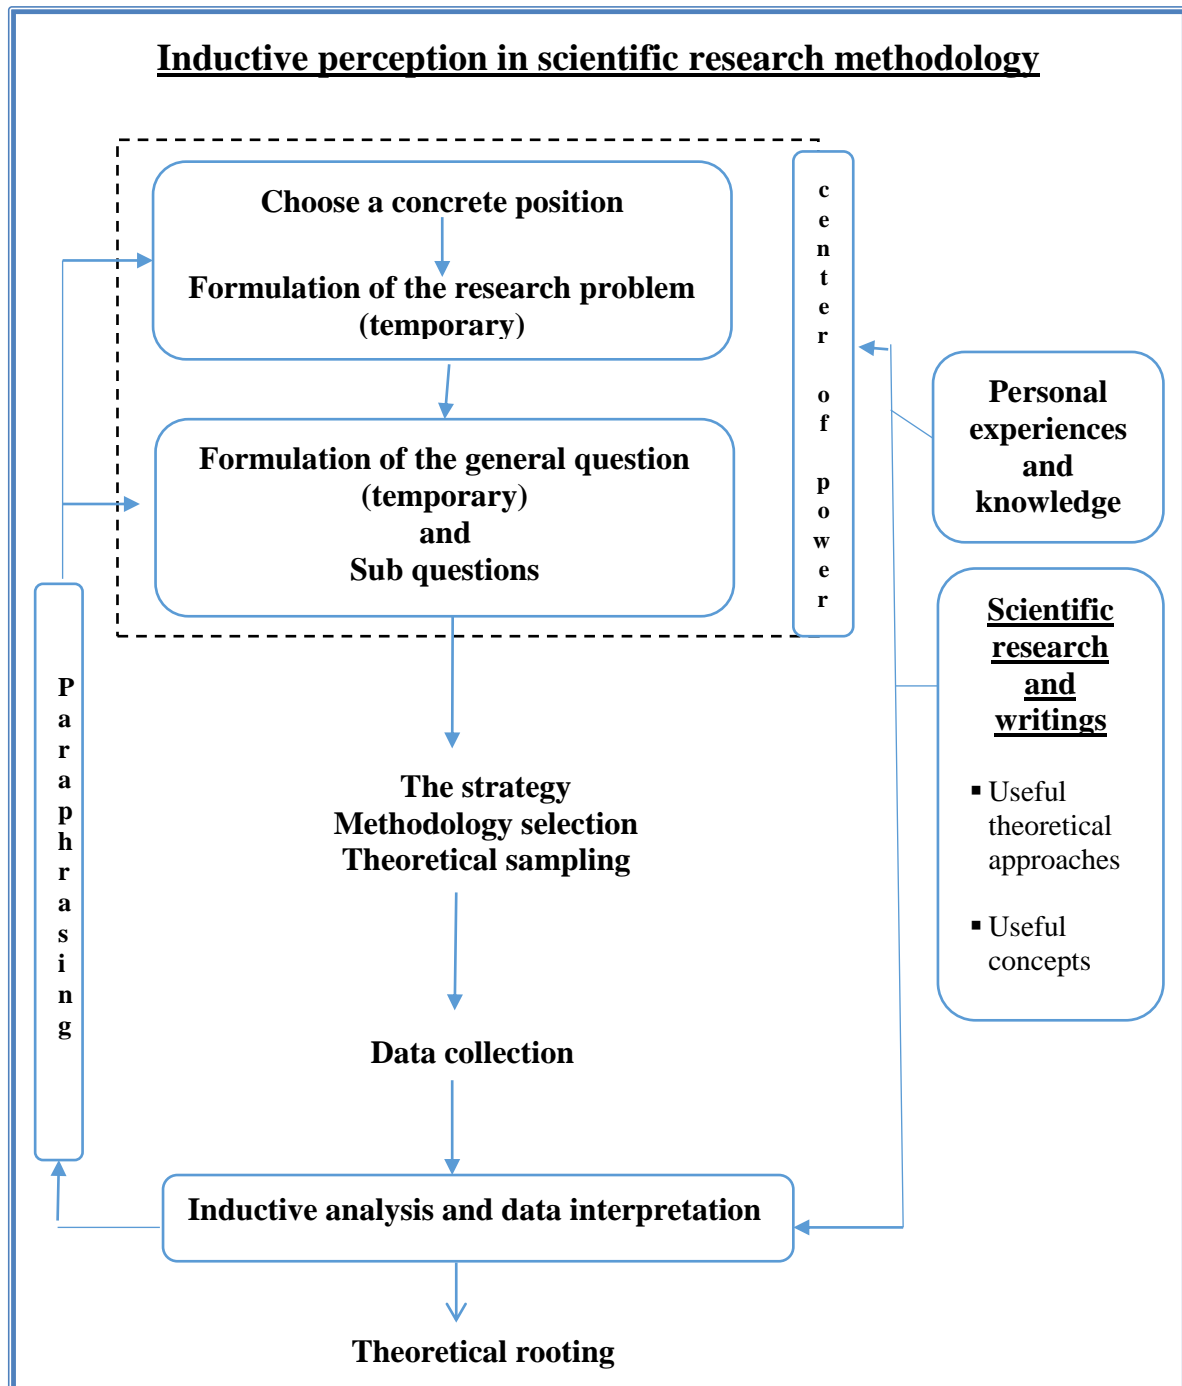 Inductive perception in scientific research methodology
Choose a concrete position
Formulation of the research problem
(temporary)
Formulation of the general question
(temporary)
and
Sub questions
center of power
Personal
experiences
and
knowledge
Scientific
research
and
writings
▪ Useful
theoretical
approaches
▪ Useful
concepts
Paraphrasing
The strategy
Methodology selection
Theoretical sampling
Data collection
Inductive analysis and data interpretation
Theoretical rooting